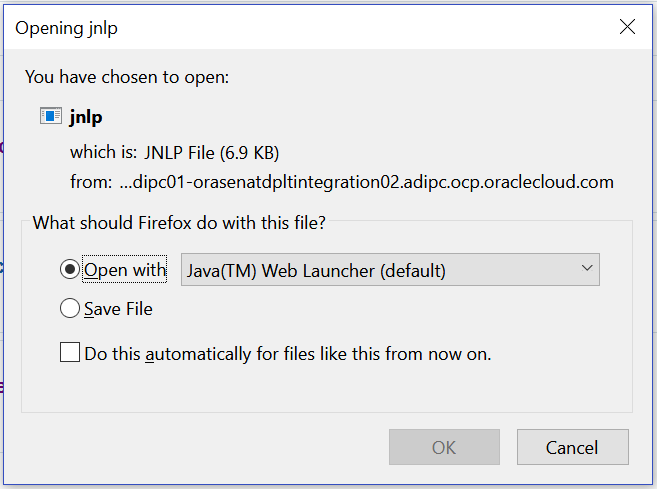 Opening jnlp
You have chosen to open:
jnlp
which is: JNLP File (6.9 KB)
from: ...dipc01-orasenatdpltintegration02.adipc.ocp.oraclecloud.com
What should Firefox do with this file?
Open with Java(TM) Web Launcher (default)
Save File
Do this automatically for files like this from now on.
OK Cancel